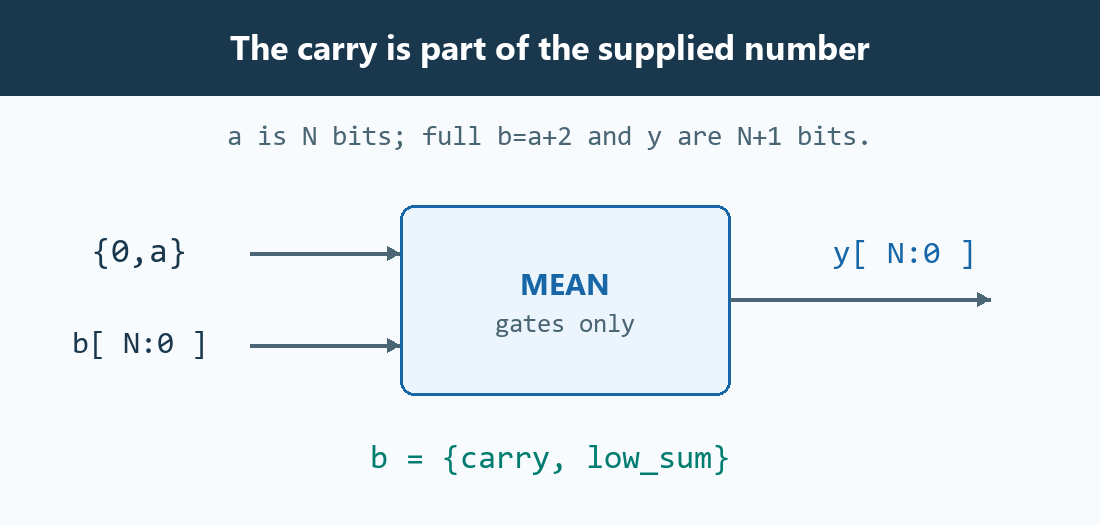 The carry is part of the supplied number
a is N bits; full b=a+2 and y are N+1 bits.
{0,a}
y[ N:0 ]
MEAN
gates only
b[ N:0 ]
b = {carry, low_sum}